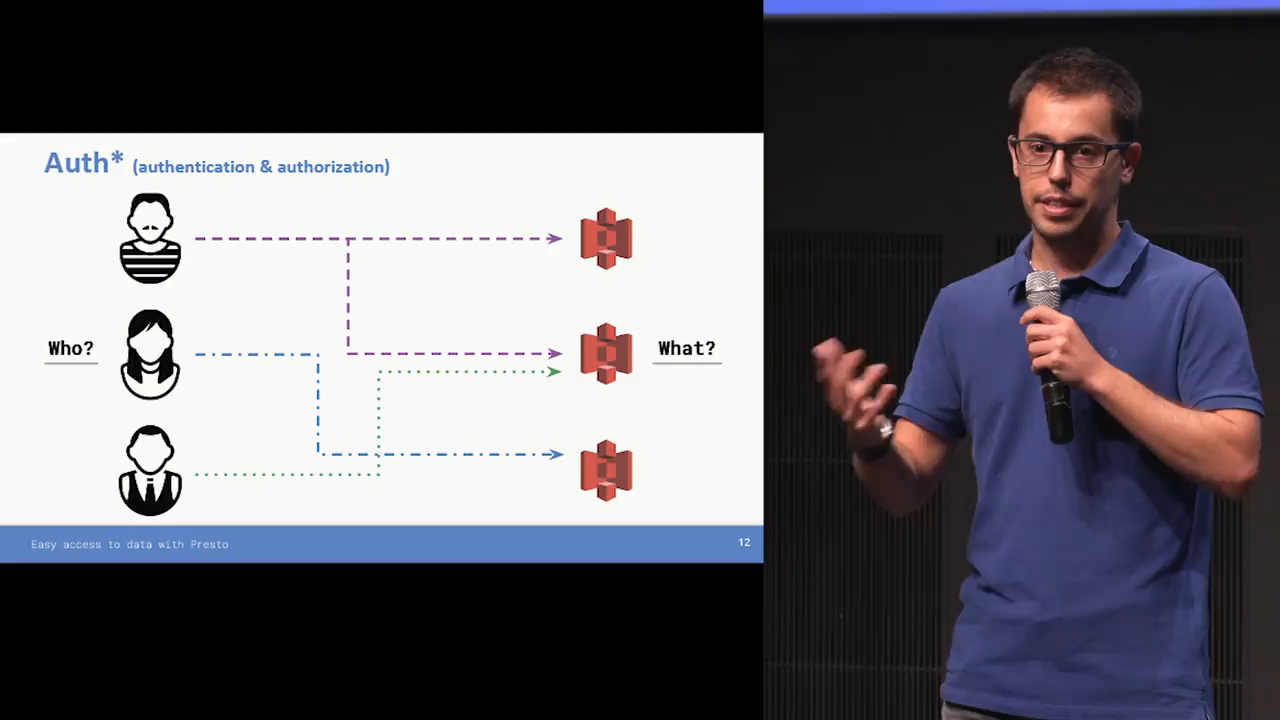 Auth* (authentication & authorization)
Who?
What?
Easy access to data with Presto
12